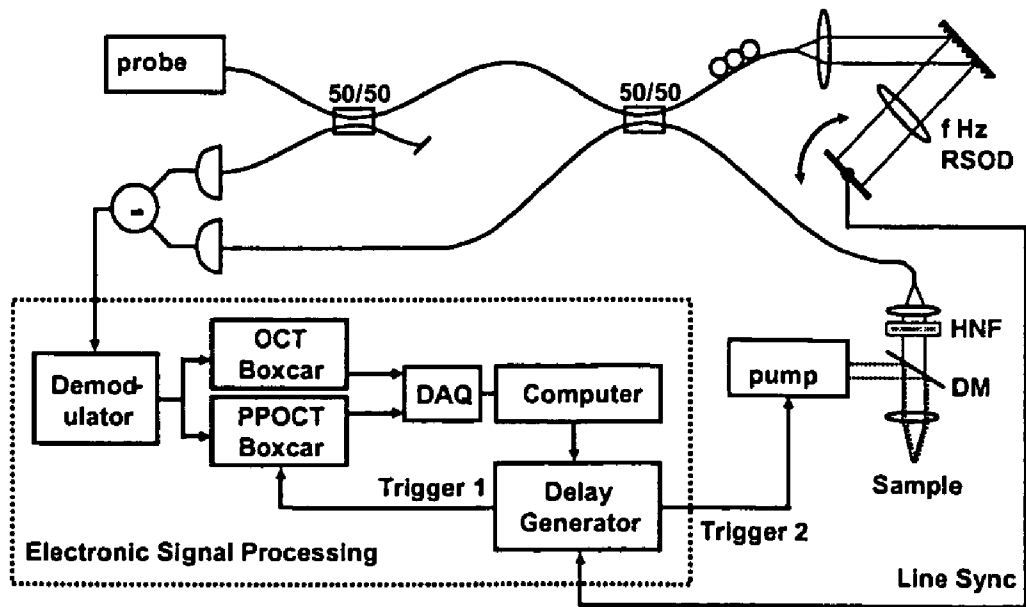 probe
50/50
50/50
f Hz
RSOD
-
HNF
DM
pump
Sample
OCT
Boxcar
PPOCT
Boxcar
Demod-
ulator
DAQ
Computer
Delay
Generator
Trigger 1
Trigger 2
Electronic Signal Processing
Line Sync